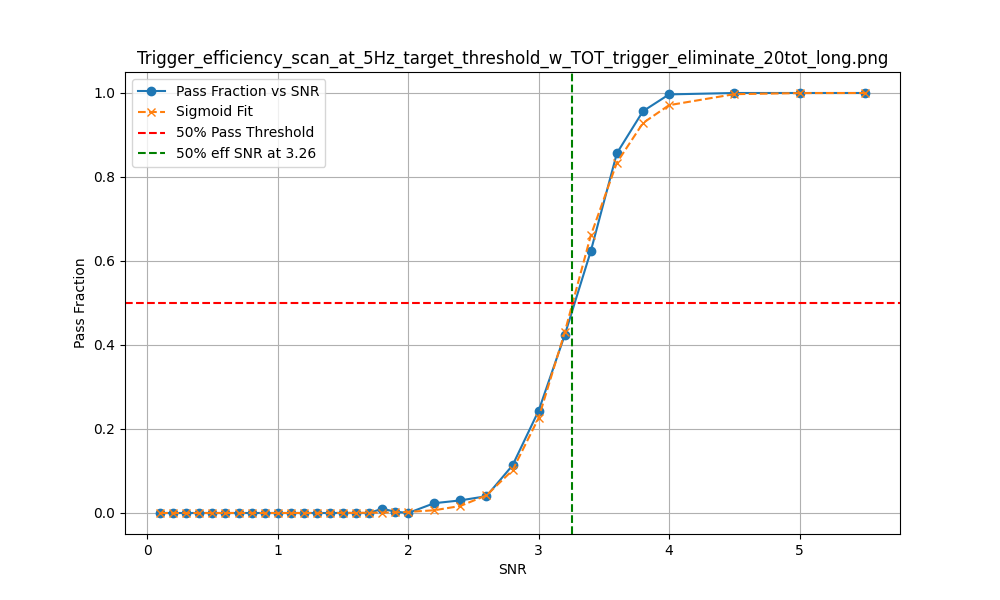 Trigger_efficiency_scan_at_5Hz_target_threshold_w_TOT_trigger_eliminate_20tot_long.png
Pass Fraction vs SNR
Sigmoid Fit
50% Pass Threshold
50% eff SNR at 3.26
1.0
0.8
0.6
0.4
0.2
0.0
Pass Fraction
0 1 2 3 4 5
SNR